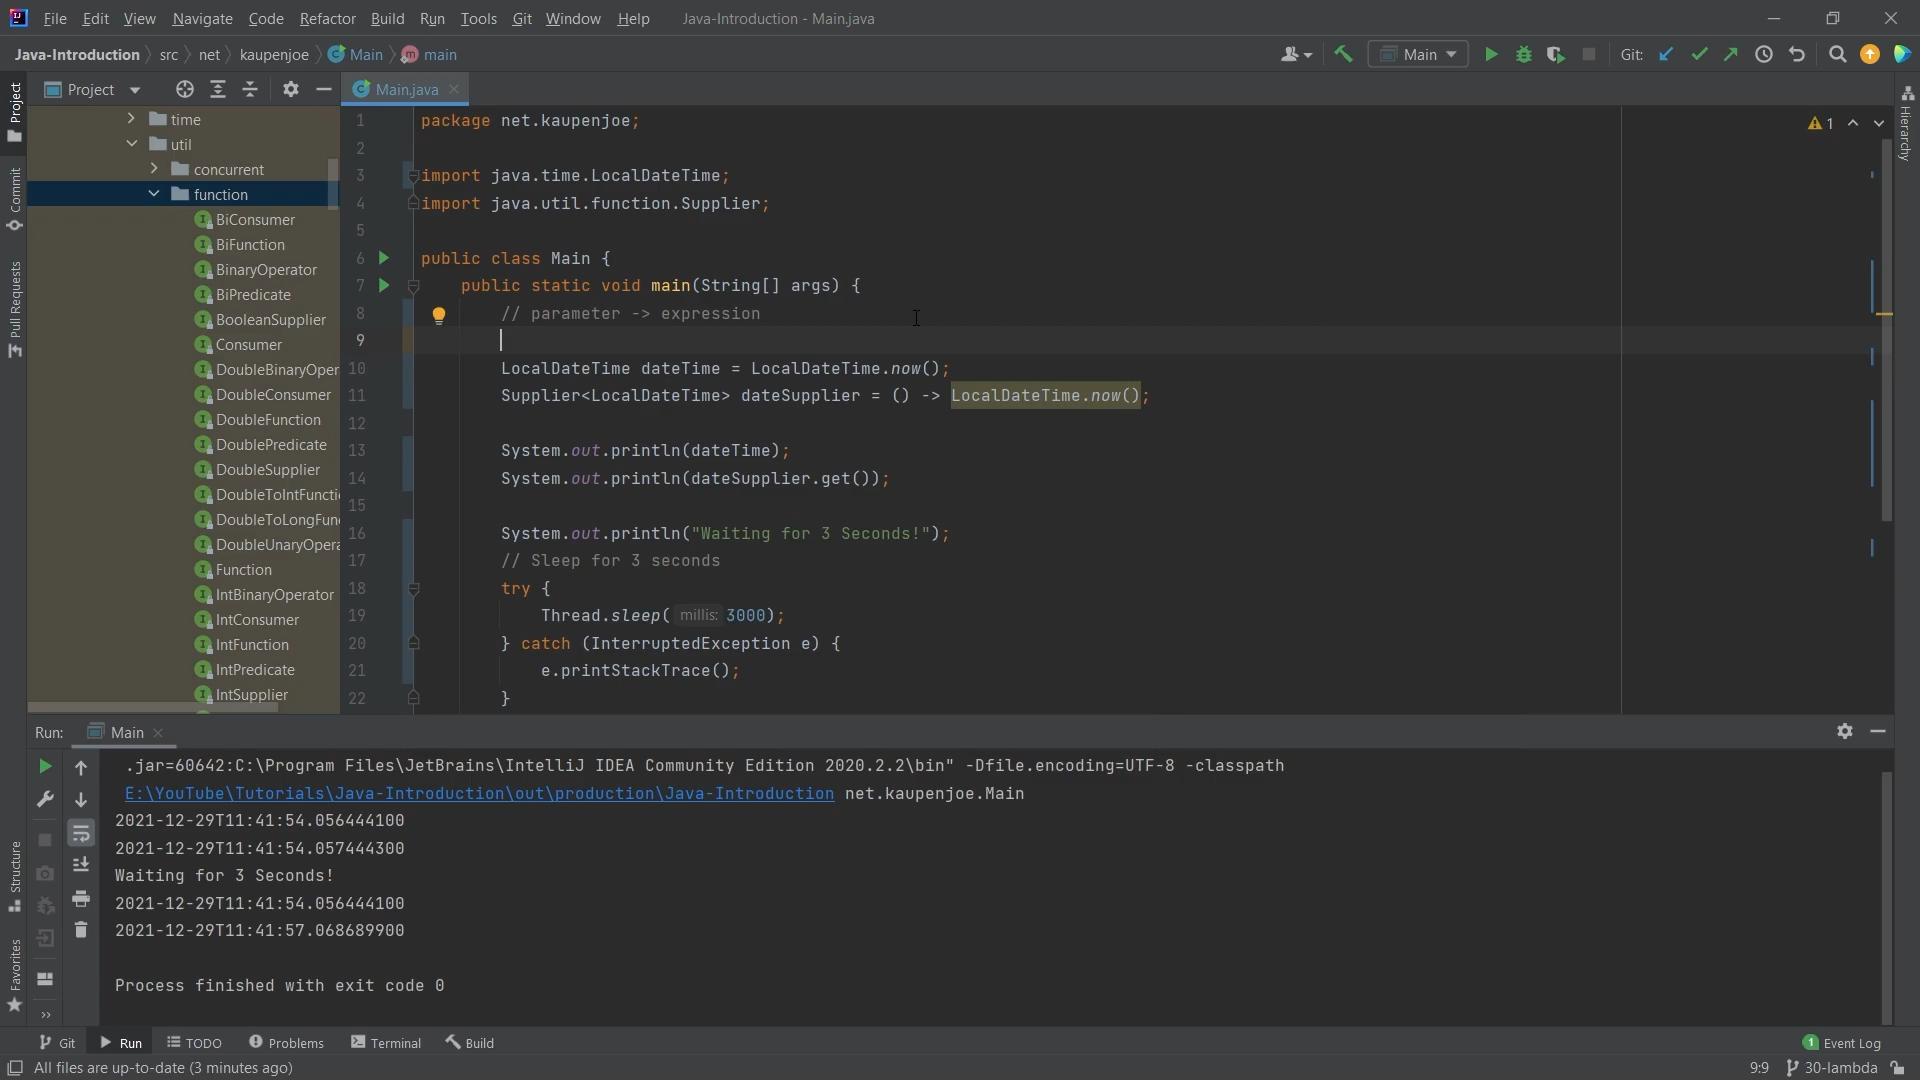 File Edit View Navigate Code Refactor Build Run Tools Git Window Help Java-Introduction - Main.java
Java-Introduction src net kaupenjoe Main main
Main Git:
Project
Main.java
Project
Commit
Pull Requests
Structure
Favorites
Hierarchy
time
util
concurrent
function
BiConsumer
BiFunction
BinaryOperator
BiPredicate
BooleanSupplier
Consumer
DoubleBinaryOper
DoubleConsumer
DoubleFunction
DoublePredicate
DoubleSupplier
DoubleToIntFuncti
DoubleToLongFun
DoubleUnaryOpera
Function
IntBinaryOperator
IntConsumer
IntFunction
IntPredicate
IntSupplier
1 package net.kaupenjoe;
2
3 import java.time.LocalDateTime;
4 import java.util.function.Supplier;
5
6 public class Main {
7 public static void main(String[] args) {
8 // parameter -> expression
9
10 LocalDateTime dateTime = LocalDateTime.now();
11 Supplier<LocalDateTime> dateSupplier = () -> LocalDateTime.now();
12
13 System.out.println(dateTime);
14 System.out.println(dateSupplier.get());
15
16 System.out.println("Waiting for 3 Seconds!");
17 // Sleep for 3 seconds
18 try {
19 Thread.sleep( millis: 3000);
20 } catch (InterruptedException e) {
21 e.printStackTrace();
22 }
1
Run: Main
.jar=60642:C:\Program Files\JetBrains\IntelliJ IDEA Community Edition 2020.2.2\bin" -Dfile.encoding=UTF-8 -classpath
E:\YouTube\Tutorials\Java-Introduction\out\production\Java-Introduction net.kaupenjoe.Main
2021-12-29T11:41:54.056444100
2021-12-29T11:41:54.057444300
Waiting for 3 Seconds!
2021-12-29T11:41:54.056444100
2021-12-29T11:41:57.068689900
Process finished with exit code 0
Git Run TODO Problems Terminal Build 1 Event Log
All files are up-to-date (3 minutes ago) 9:9 30-lambda